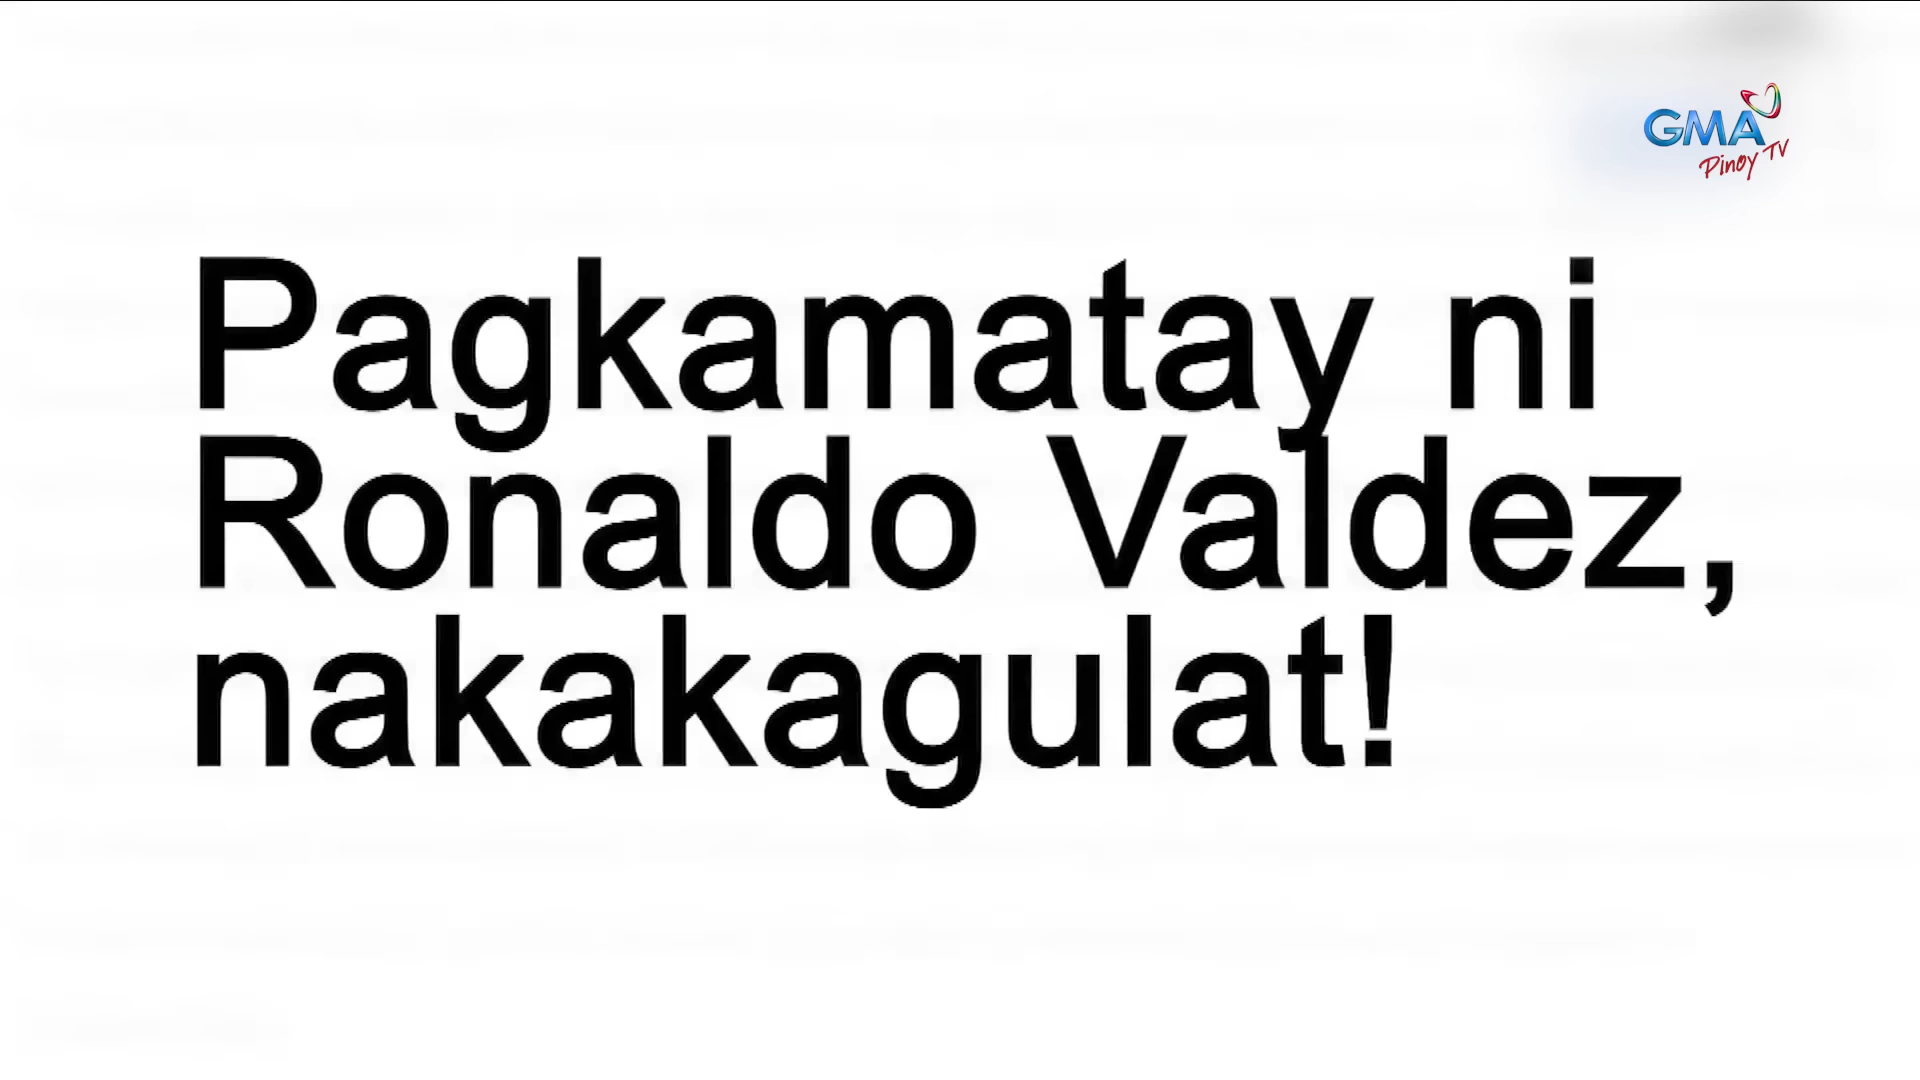 GMA
Pinoy TV
Pagkamatay ni
Ronaldo Valdez,
nakakagulat!